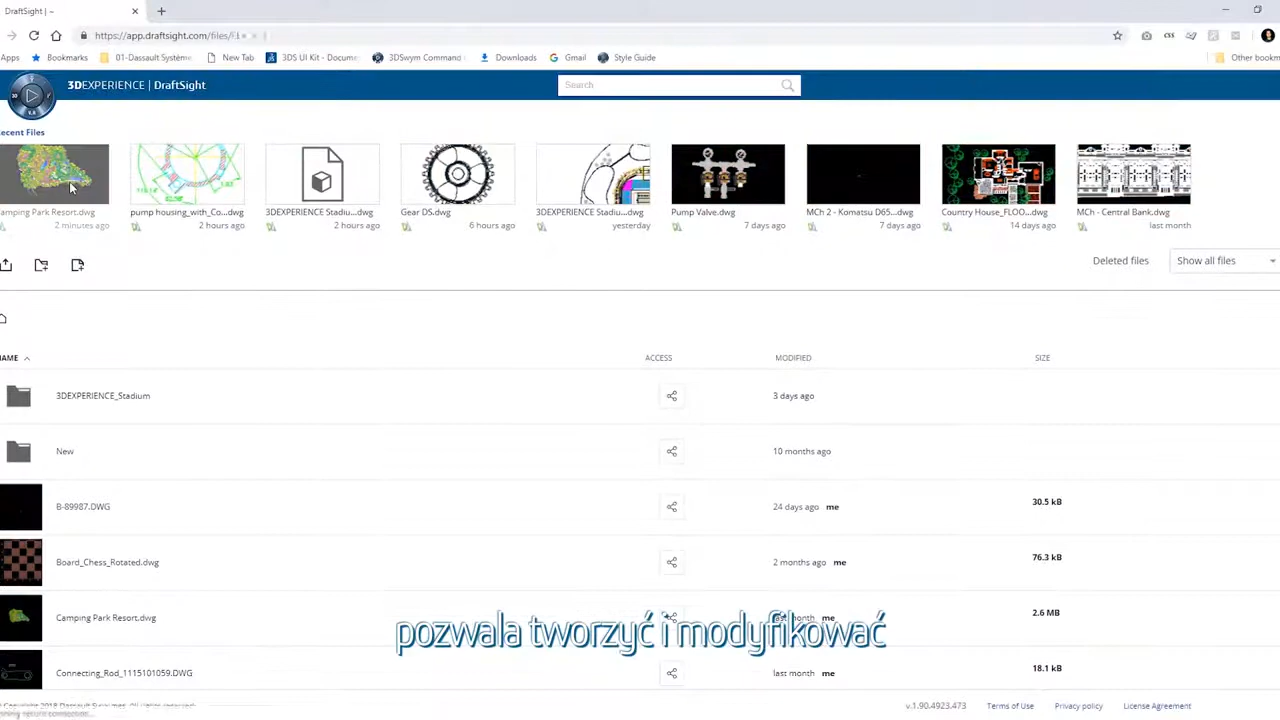 DraftSight | ~
https://app.draftsight.com/files/
Apps Bookmarks 01-Dassault Système New Tab 3DS UI Kit - Docum 3DSwym Command Downloads Gmail Style Guide Other bookm
3DEXPERIENCE | DraftSight
Search
ecent Files
amping Park Resort.dwg pump housing_with_Co...dwg 3DEXPERIENCE Stadiu...dwg Gear DS.dwg 3DEXPERIENCE Stadiu...dwg Pump Valve.dwg MCh 2 - Komatsu D65...dwg Country House_FLOO...dwg MCh - Central Bank.dwg
2 minutes ago 2 hours ago 2 hours ago 6 hours ago yesterday 7 days ago 7 days ago 14 days ago last month
Deleted files Show all files
AME ACCESS MODIFIED SIZE
3DEXPERIENCE_Stadium 3 days ago
New 10 months ago
B-89987.DWG 24 days ago me 30.5 kB
Board_Chess_Rotated.dwg 2 months ago me 76.3 kB
Camping Park Resort.dwg month me 2.6 MB
pozwala tworzyć i modyfikować
Connecting_Rod_1115101059.DWG last month me 18.1 kB
v.1.90.4923.473 Terms of Use Privacy policy License Agreement